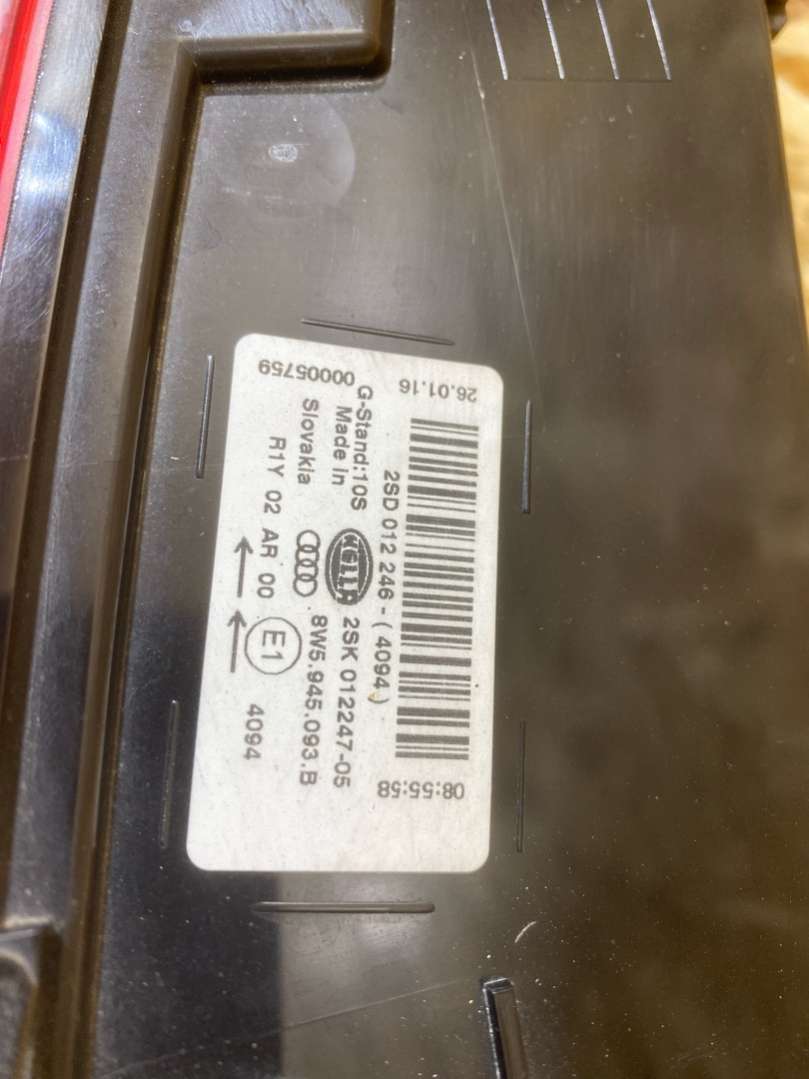 26.01.16
08:55:58
2SD 012 246 - ( 4094 )
HELLA 2SK 012247-05
8W5.945.093.B
G-Stand:10S
Made in
Slovakia
R1Y 02 AR 00 E1 4094
00005759